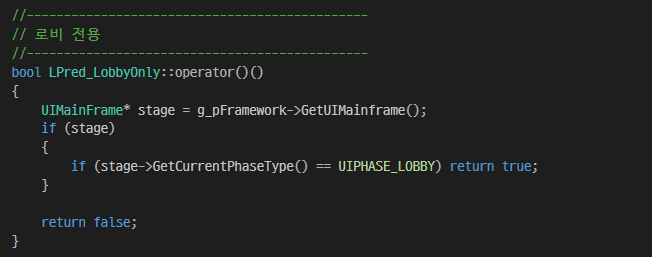 //----------------------------------------------
// 로비 전용
//----------------------------------------------
bool LPred_LobbyOnly::operator()()
{
    UIMainFrame* stage = g_pFramework->GetUIMainframe();
    if (stage)
    {
        if (stage->GetCurrentPhaseType() == UIPHASE_LOBBY) return true;
    }

    return false;
}